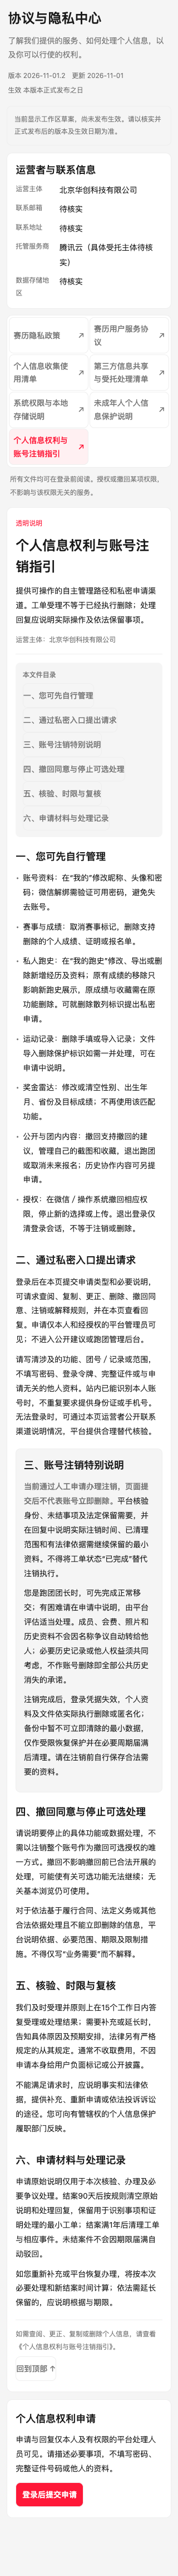 协议与隐私中心
了解我们提供的服务、如何处理个人信息，以
及你可以行使的权利。
版本 2026-11-01.2 更新 2026-11-01
生效 本版本正式发布之日
当前显示工作区草案，尚未发布生效。请以核实并
正式发布后的版本及生效日期为准。
运营者与联系信息
运营主体 北京华创科技有限公司
联系邮箱 待核实
联系地址 待核实
托管服务商 腾讯云（具体受托主体待核
实）
数据存储地 待核实
区
赛历隐私政策 ↗
赛历用户服务协 ↗
议
个人信息收集使 ↗
用清单
第三方信息共享 ↗
与受托处理清单
系统权限与本地 ↗
存储说明
未成年人个人信 ↗
息保护说明
个人信息权利与 ↗
账号注销指引
所有文件均可在登录前阅读。授权或撤回某项权限，
不影响与该权限无关的服务。
透明说明
个人信息权利与账号注
销指引
提供可操作的自主管理路径和私密申请渠
道。工单受理不等于已经执行删除；处理
回复应说明实际操作及依法保留事项。
运营主体：北京华创科技有限公司
本文件目录
一、您可先自行管理
二、通过私密入口提出请求
三、账号注销特别说明
四、撤回同意与停止可选处理
五、核验、时限与复核
六、申请材料与处理记录
一、您可先自行管理
• 账号资料：在“我的”修改昵称、头像和密
码；微信解绑需验证可用密码，避免失
去账号。
• 赛事与成绩：取消赛事标记，删除支持
删除的个人成绩、证明或报名单。
• 私人跑史：在“我的跑史”修改、导出或删
除新增经历及资料；原有成绩的移除只
影响新跑史展示，原成绩与收藏需在原
功能删除。可就删除散列标识提出私密
申请。
• 运动记录：删除手填或导入记录；文件
导入删除保护标识如需一并处理，可在
申请中说明。
• 奖金雷达：修改或清空性别、出生年
月、省份及目标成绩；不再使用该匹配
功能。
• 公开与团内内容：撤回支持撤回的建
议，管理自己的截图和收藏，退出跑团
或取消未来报名；历史协作内容可另提
申请。
• 授权：在微信 / 操作系统撤回相应权
限，停止新的选择或上传。退出登录仅
清登录会话，不等于注销或删除。
二、通过私密入口提出请求
登录后在本页提交申请类型和必要说明，
可请求查阅、复制、更正、删除、撤回同
意、注销或解释规则，并在本页查看回
复。申请仅本人和经授权的平台管理员可
见；不进入公开建议或跑团管理后台。
请写清涉及的功能、团号 / 记录或范围，
不填写密码、登录令牌、完整证件或与申
请无关的他人资料。站内已能识别本人账
号时，不重复要求提供身份证或手机号。
无法登录时，可通过本页运营者公开联系
渠道说明情况，平台提供合理替代核验。
三、账号注销特别说明
当前通过人工申请办理注销，页面提
交后不代表账号立即删除。平台核验
身份、未结事项及法定保留需要，并
在回复中说明实际注销时间、已清理
范围和有法律依据需继续保留的最小
资料。不得将工单状态“已完成”替代
注销执行。
您是跑团团长时，可先完成正常移
交；有困难请在申请中说明，由平台
评估适当处理。成员、会费、照片和
历史资料不会因名称争议自动转给他
人；必要历史记录或他人权益须共同
考虑，不作账号删除即全部公共历史
消失的承诺。
注销完成后，登录凭据失效，个人资
料及文件依实际执行删除或匿名化；
备份中暂不可立即清除的最小数据，
仅作受限恢复保护并在必要周期届满
后清理。请在注销前自行保存合法需
要的资料。
四、撤回同意与停止可选处理
请说明要停止的具体功能或数据处理，不
需以注销整个账号作为撤回可选授权的唯
一方式。撤回不影响撤回前已合法开展的
处理，可能使有关可选功能无法继续；无
关基本浏览仍可使用。
对于依法基于履行合同、法定义务或其他
合法依据处理且不能立即删除的信息，平
台说明依据、必要范围、期限及限制措
施。不得仅写“业务需要”而不解释。
五、核验、时限与复核
我们及时受理并原则上在15个工作日内答
复受理或处理结果；需要补充或延长时，
告知具体原因及预期安排，法律另有严格
规定的从其规定。通常不收取费用，不因
申请本身给用户负面标记或公开披露。
不能满足请求时，应说明事实和法律依
据，提供补充、重新申请或依法投诉诉讼
的途径。您可向有管辖权的个人信息保护
履职部门反映。
六、申请材料与处理记录
申请原始说明仅用于本次核验、办理及必
要争议处理。结案90天后按规则清空原始
说明和处理回复，保留用于识别事项和证
明处理的最小工单；结案满1年后清理工单
与相应事件。未结案件不会因期限届满自
动驳回。
如您重新补充或平台恢复办理，将按本次
必要处理和新结案时间计算；依法需延长
保留的，应说明根据与期限。
如需查阅、更正、复制或删除个人信息，请查看
《个人信息权利与账号注销指引》。
回到顶部 ↑
个人信息权利申请
申请与回复仅本人及有权限的平台处理人
员可见。请描述必要事项，不填写密码、
完整证件号码或他人的资料。
登录后提交申请